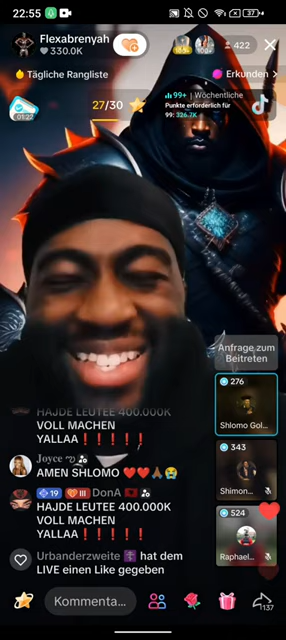 22:55
37
Flexabrenyah
330.0K
422
Tägliche Rangliste
Erkunden >
01:22
27/30
99+ | Wöchentliche
Punkte erforderlich für
99: 326.7K
Anfrage zum
Beitreten
276
Shlomo Gol...
343
Shimon...
524
Raphael...
HAJDE LEUTEE 400.000K
VOLL MACHEN
YALLAA❗❗❗❗❗
Joyce
AMEN SHLOMO ❤️❤️🙏🏾😭
19 III DonA
HAJDE LEUTEE 400.000K
VOLL MACHEN
YALLAA❗❗❗❗❗
Urbanderzweite hat dem
LIVE einen Like gegeben
Kommenta...
137